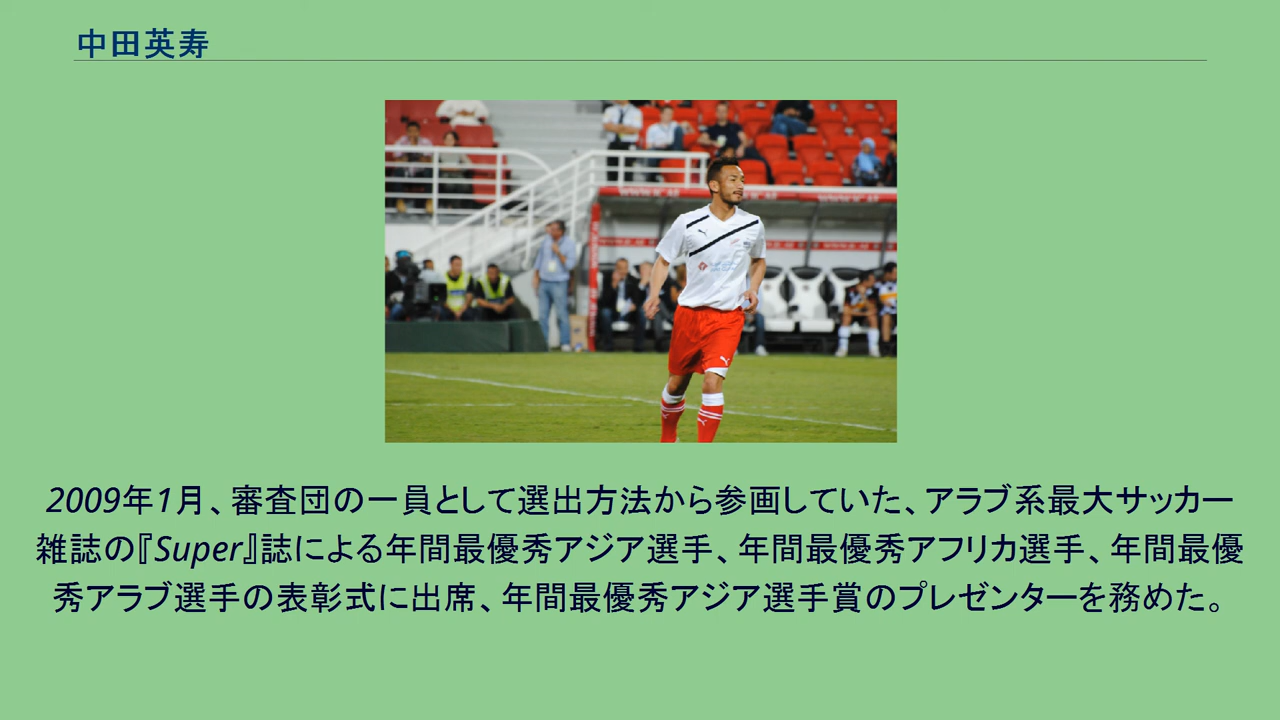 中田英寿
2009年1月、審査団の一員として選出方法から参画していた、アラブ系最大サッカー
雑誌の『Super』誌による年間最優秀アジア選手、年間最優秀アフリカ選手、年間最優
秀アラブ選手の表彰式に出席、年間最優秀アジア選手賞のプレゼンターを務めた。